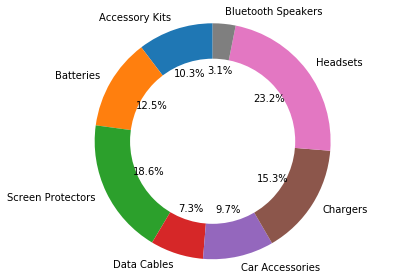 Bluetooth Speakers
Accessory Kits
Headsets
Batteries
10.3%
3.1%
23.2%
12.5%
18.6%
15.3%
Screen Protectors
7.3%
9.7%
Chargers
Data Cables
Car Accessories